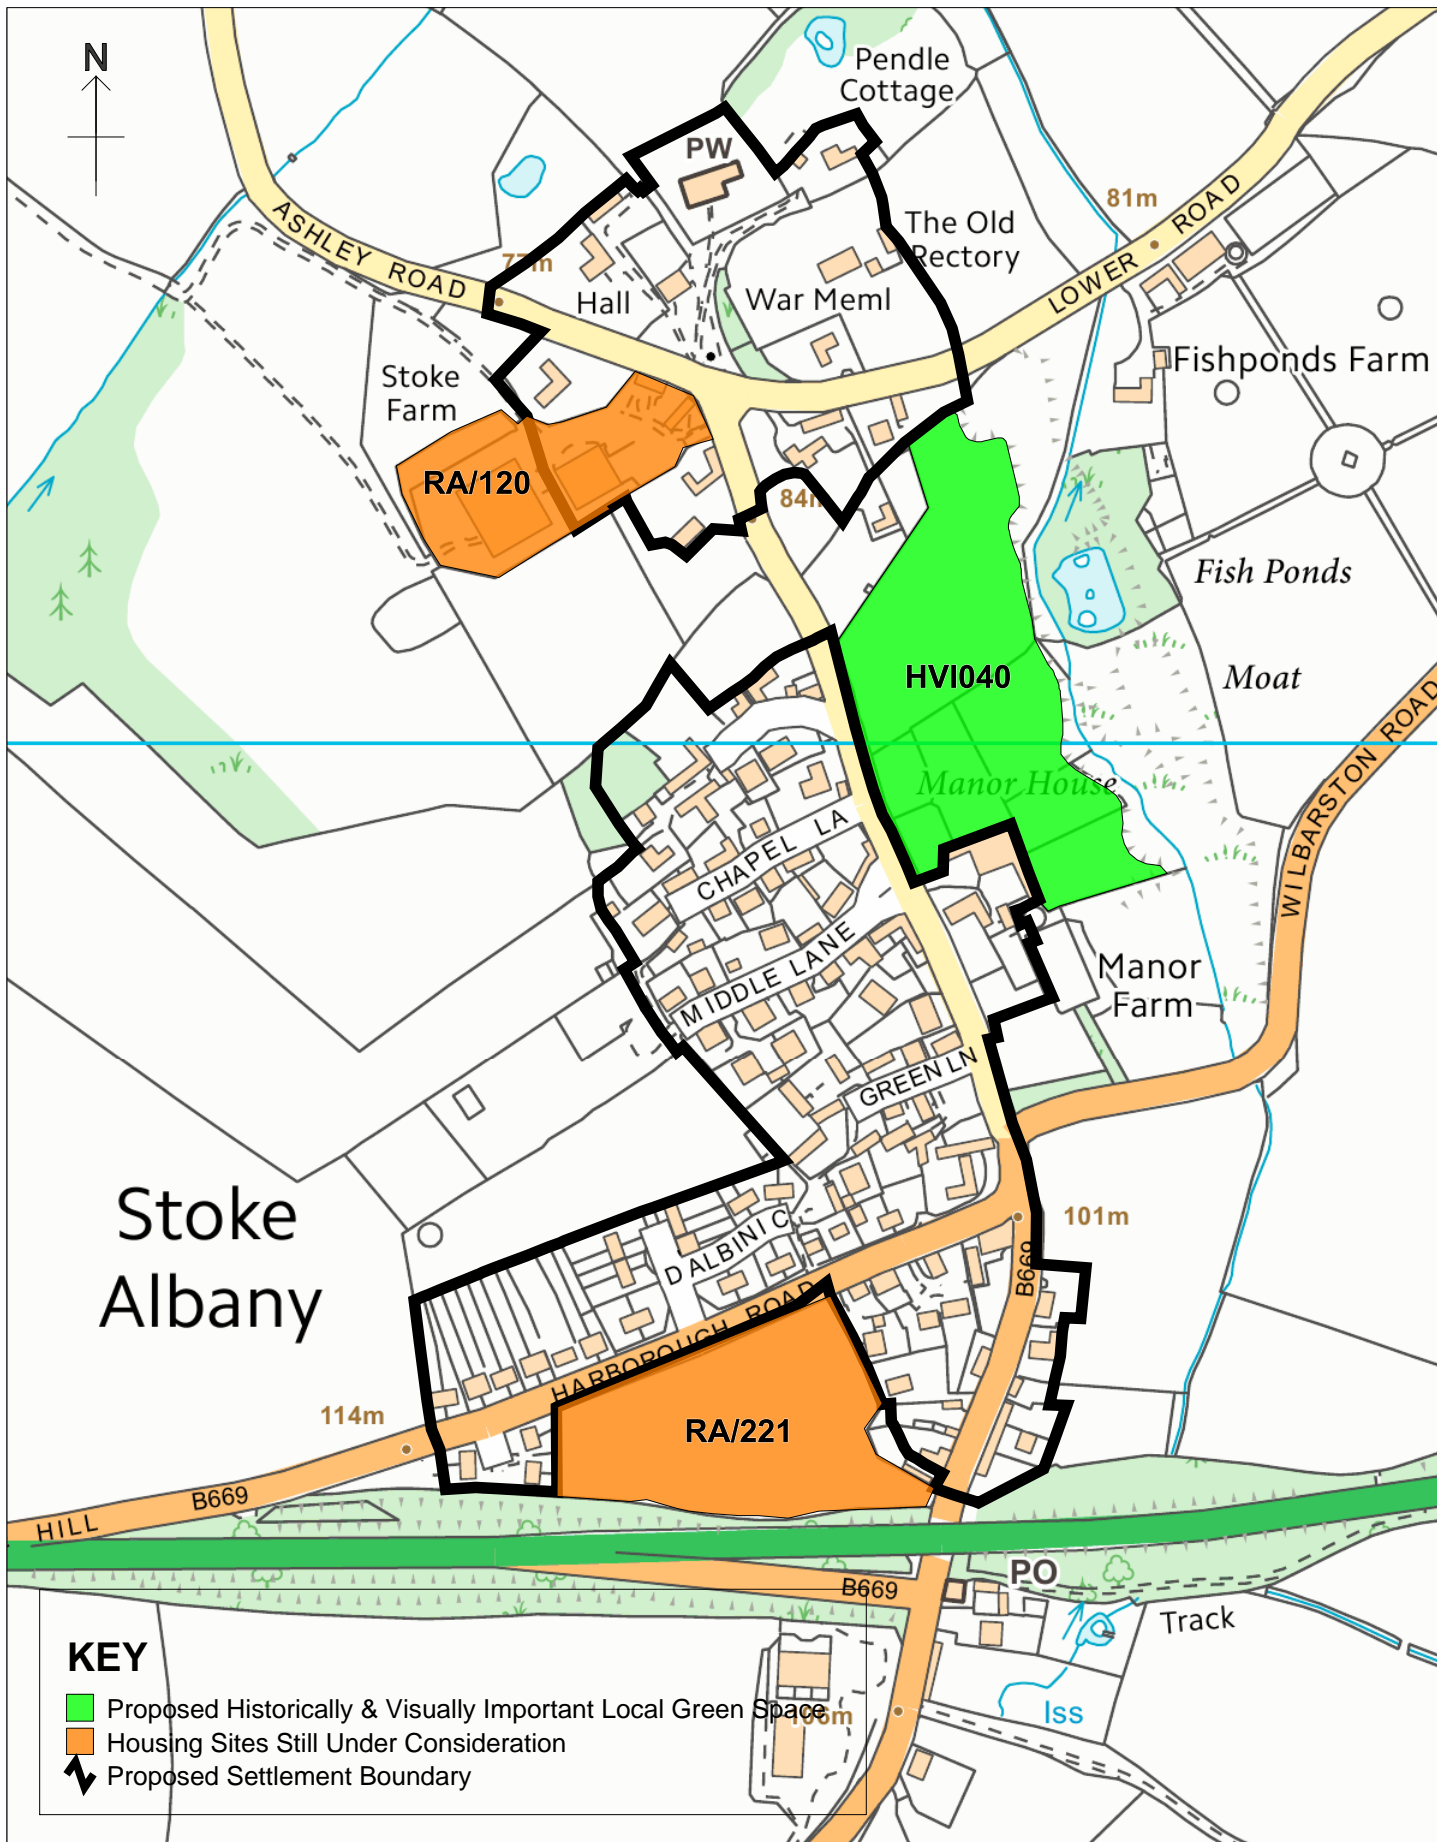 N
Pendle
Cottage
PW
81m
ASHLEY ROAD
77m
The Old
Rectory
LOWER ROAD
Hall
War Meml
Stoke
Farm
Fishponds Farm
RA/120
84m
Fish Ponds
HVI040
Moat
Manor House
WILBARSTON ROAD
CHAPEL LA
MIDDLE LANE
Manor
Farm
GREEN LN
Stoke
Albany
101m
D ALBINI C
B669
HARBOROUGH ROAD
114m
RA/221
B669
HILL
PO
B669
Track
Iss
106m
KEY
Proposed Historically & Visually Important Local Green Space
Housing Sites Still Under Consideration
Proposed Settlement Boundary